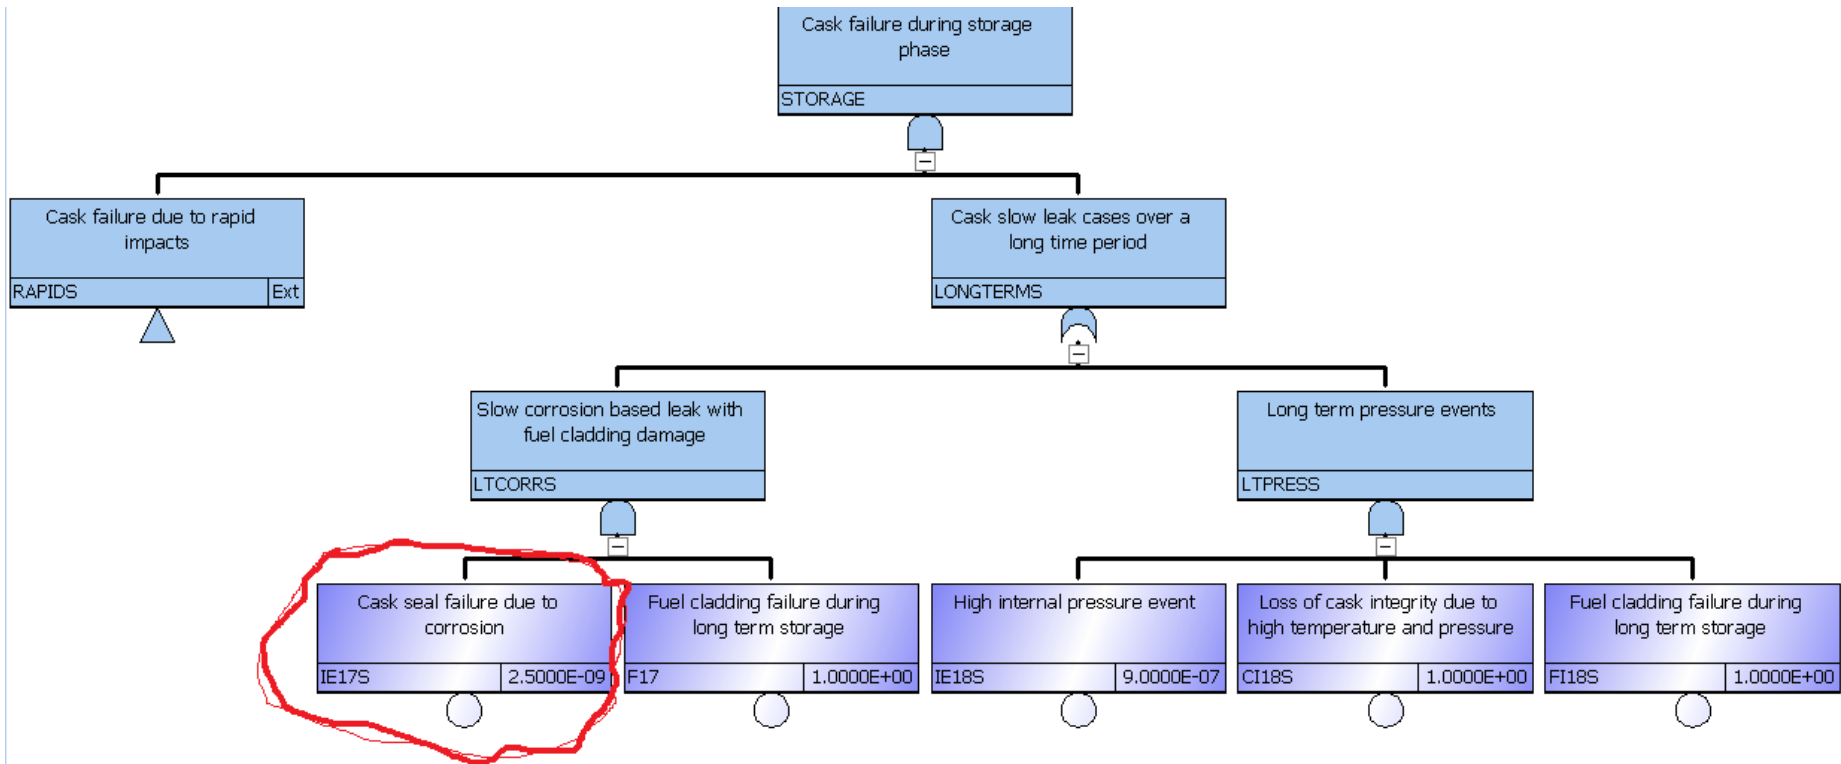 Cask failure during storage
phase
STORAGE
Cask failure due to rapid
impacts
RAPIDS Ext
Cask slow leak cases over a
long time period
LONGTERMS
Slow corrosion based leak with
fuel cladding damage
LTCORRS
Long term pressure events
LTPRESS
Cask seal failure due to
corrosion
IE17S 2.5000E-09
Fuel cladding failure during
long term storage
F17 1.0000E+00
High internal pressure event
IE18S 9.0000E-07
Loss of cask integrity due to
high temperature and pressure
CI18S 1.0000E+00
Fuel cladding failure during
long term storage
FI18S 1.0000E+00